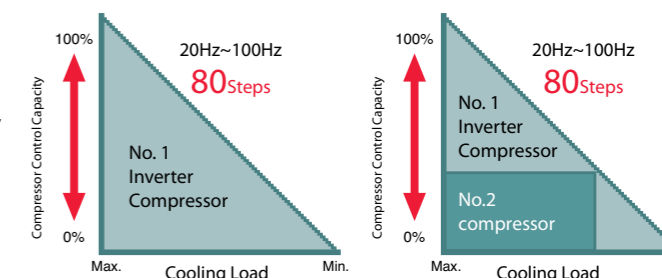 100%
20Hz~100Hz
80Steps
Compressor Control Capacity
No. 1
Inverter
Compressor
0%
Max.
Cooling Load
Min.
100%
20Hz~100Hz
80Steps
Compressor Control Capacity
No. 1
Inverter
Compressor
No.2
compressor
0%
Max.
Cooling Load